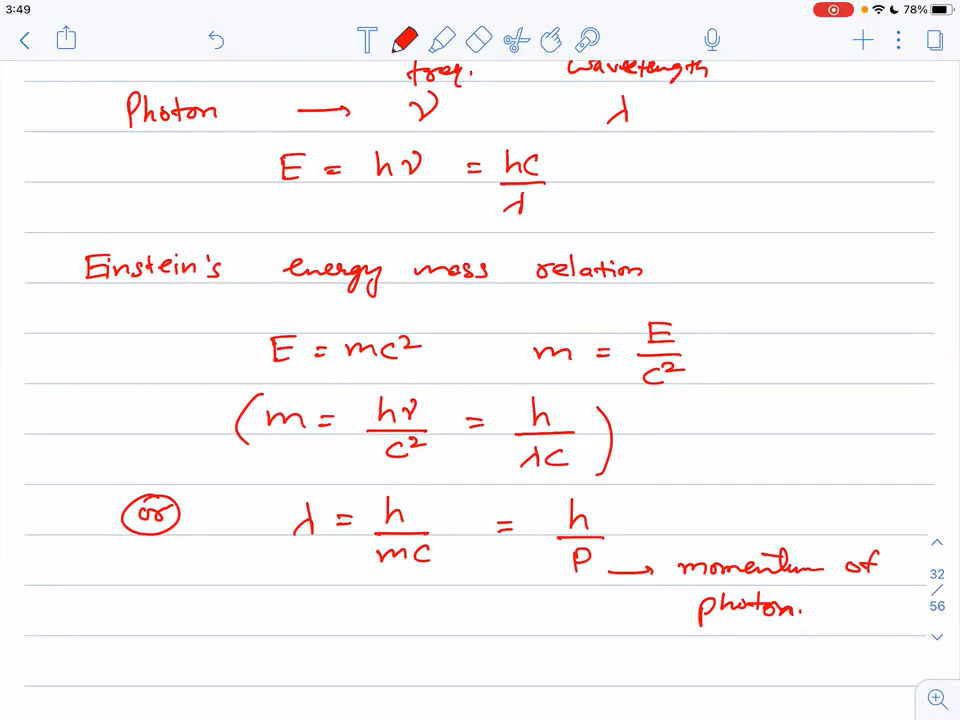 3:49
78%
T
freq. wavelength
Photon → ν λ
E = hν = hc/λ
Einstein's energy mass relation
E = mc² m = E/c²
(m = hν/c² = h/λc)
or λ = h/mc = h/P → momentum of
photon.
32
/
56